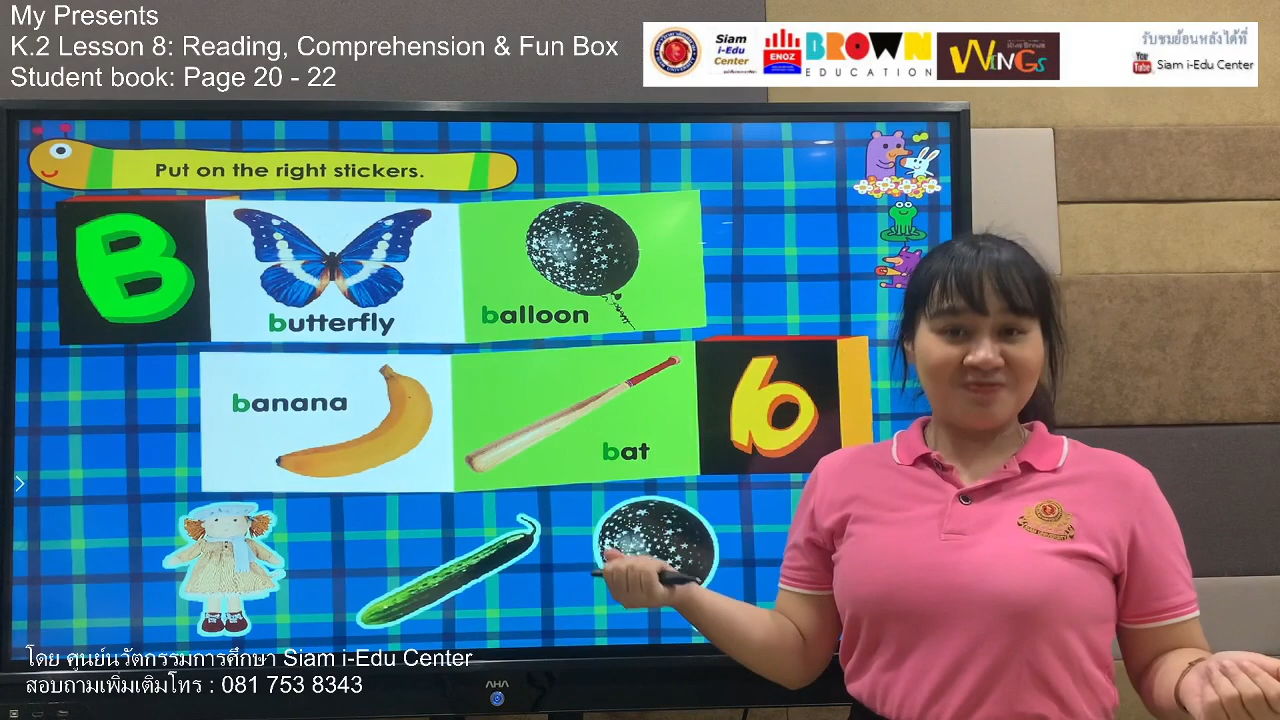 My Presents
K.2 Lesson 8: Reading, Comprehension & Fun Box
Student book: Page 20 - 22
Siam
i-Edu
Center
ENOZ
BROWN
EDUCATION
WiNGs
รับชมย้อนหลังได้ที่
You
Tube
Siam i-Edu Center
Put on the right stickers.
B
butterfly
balloon
banana
bat
b
โดย ศูนย์นวัตกรรมการศึกษา Siam i-Edu Center
สอบถามเพิ่มเติมโทร : 081 753 8343
AHA